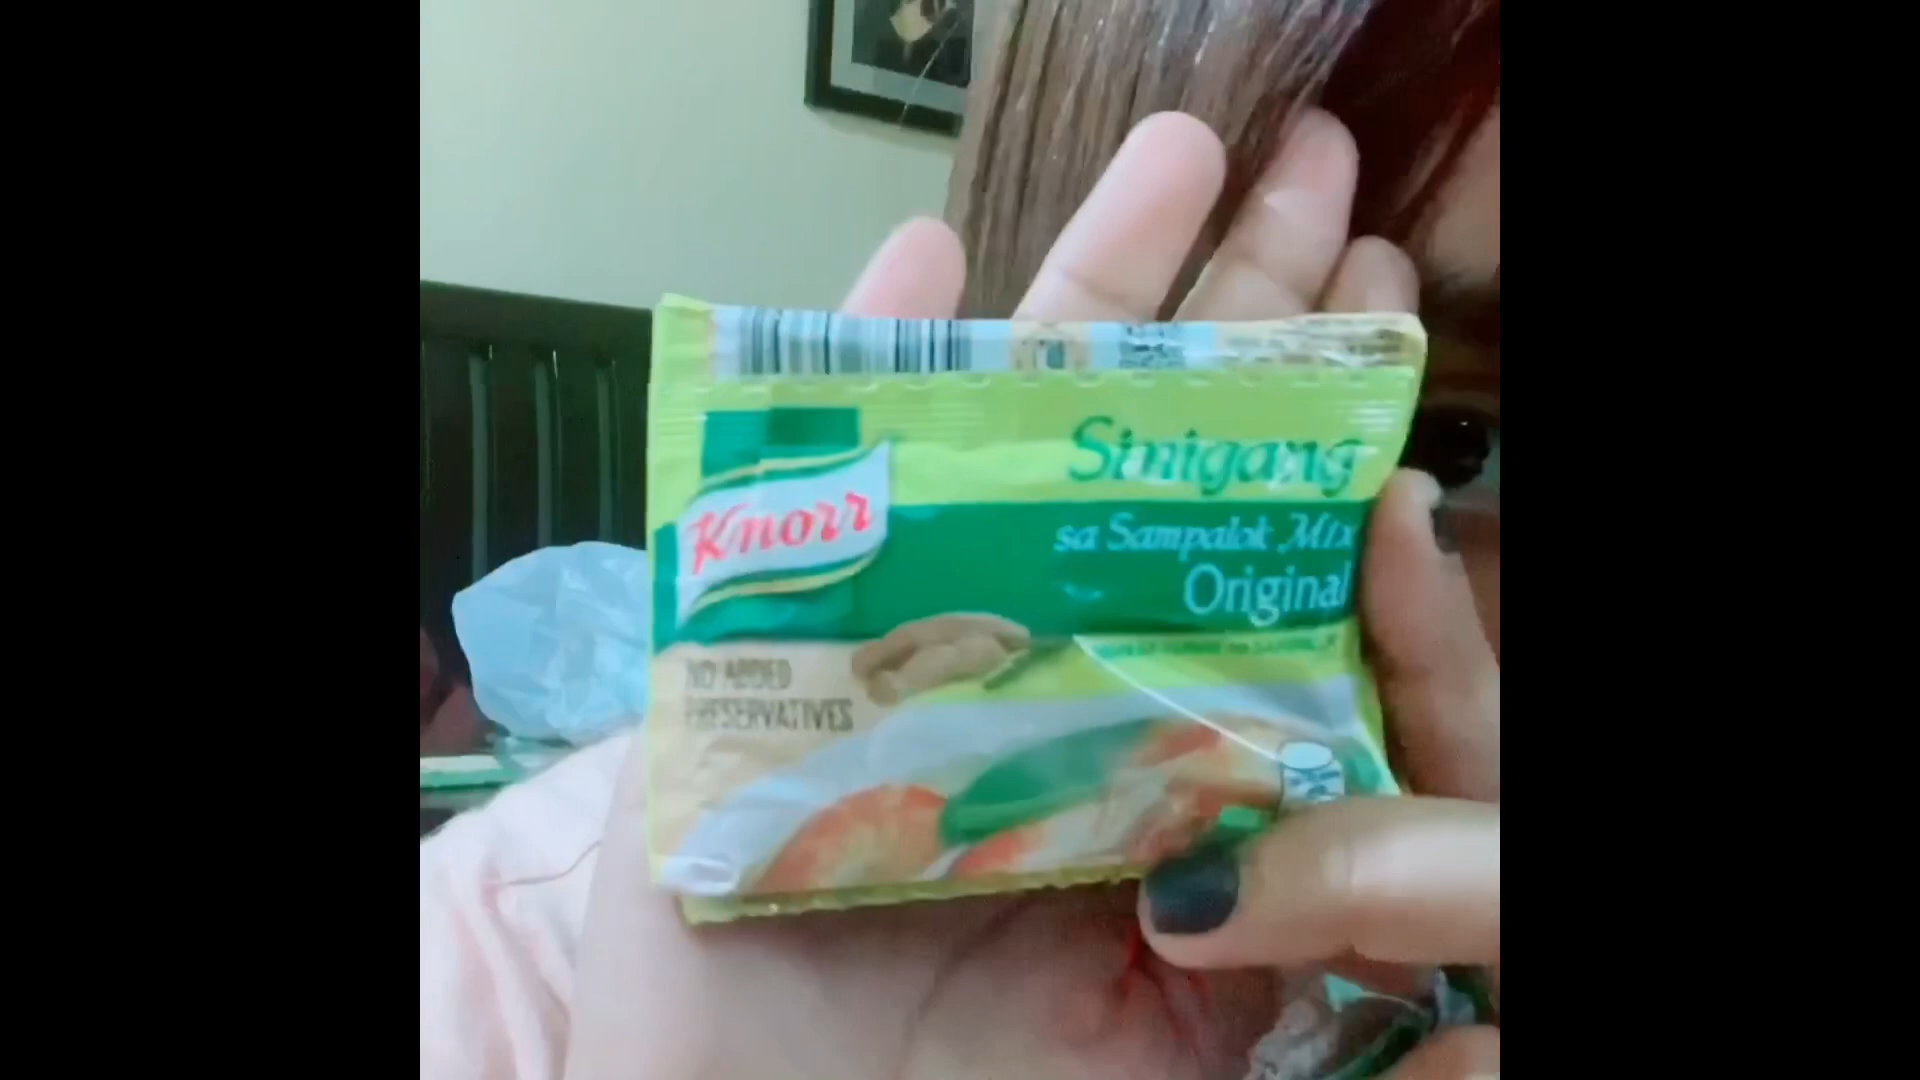 Knorr
Sinigang
sa Sampalok Mix
Original
NO ADDED
PRESERVATIVES